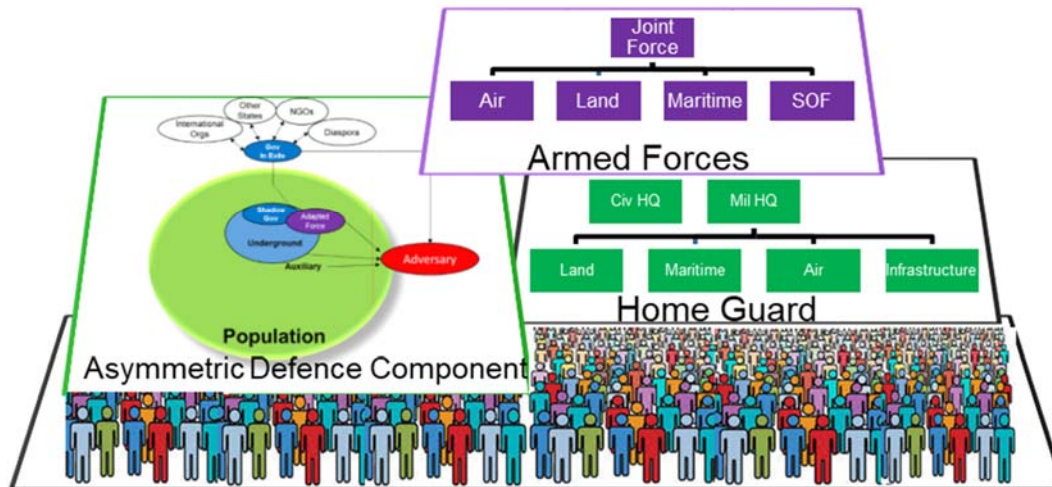 Joint
Force
Air
Land
Maritime
SOF
Armed Forces
Other
States
NGOs
International
Orgs
Diaspora
Gov
In Exile
Shadow
Gov
Adapted
Force
Underground
Auxiliary
Adversary
Population
Asymmetric Defence Component
Civ HQ
Mil HQ
Land
Maritime
Air
Infrastructure
Home Guard